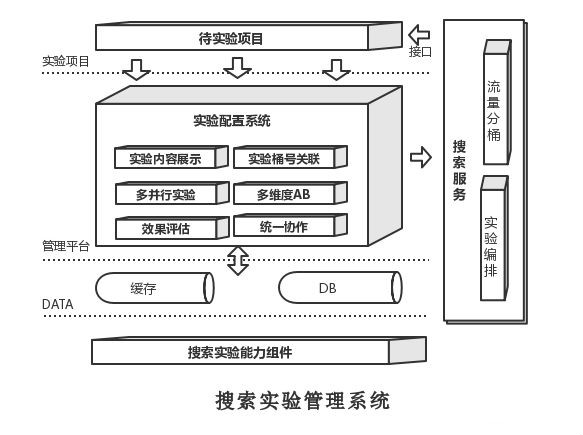 待实验项目
接口
实验项目
实验配置系统
实验内容展示
实验桶号关联
多并行实验
多维度AB
效果评估
统一协作
管理平台
缓存
DB
DATA
搜索实验能力组件
搜索服务
流量分桶
实验编排
搜索实验管理系统